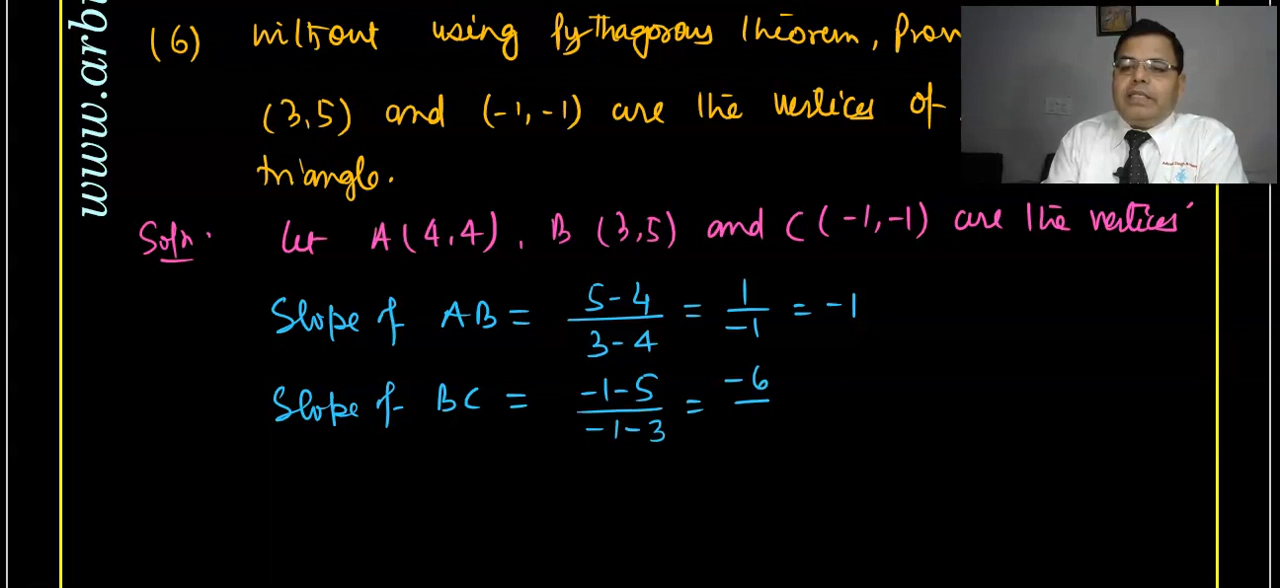 www.arbi
(6) Without using Pythagorous Theorem, Prove
(3,5) and (-1,-1) are the vertices of
triangle.
Soln. Let A(4,4), B (3,5) and C(-1,-1) are the vertices
Slope of AB = 5-4 / 3-4 = 1 / -1 = -1
Slope of BC = -1-5 / -1-3 = -6